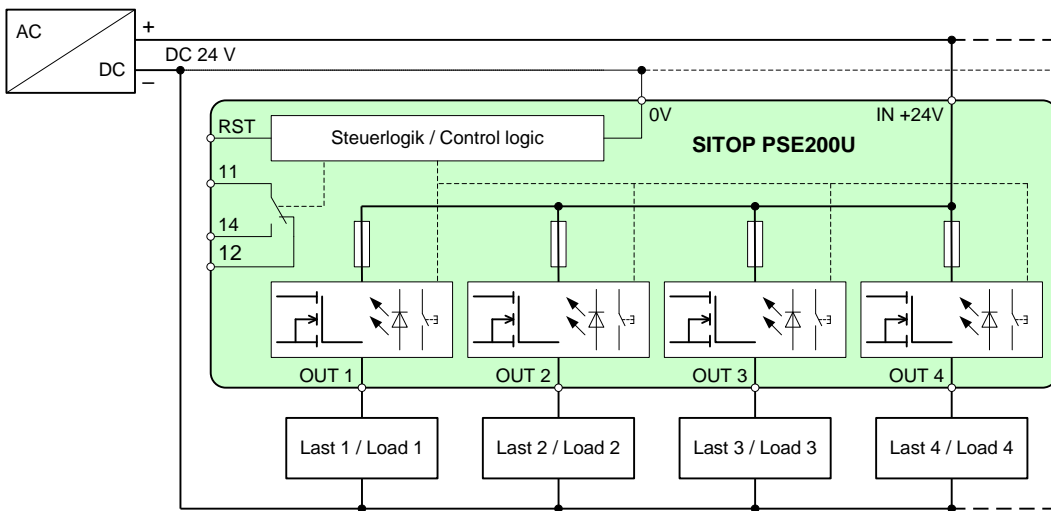 AC
+
DC 24 V
DC
–
0V
IN +24V
RST
Steuerlogik / Control logic
SITOP PSE200U
11
14
12
OUT 1
OUT 2
OUT 3
OUT 4
Last 1 / Load 1
Last 2 / Load 2
Last 3 / Load 3
Last 4 / Load 4